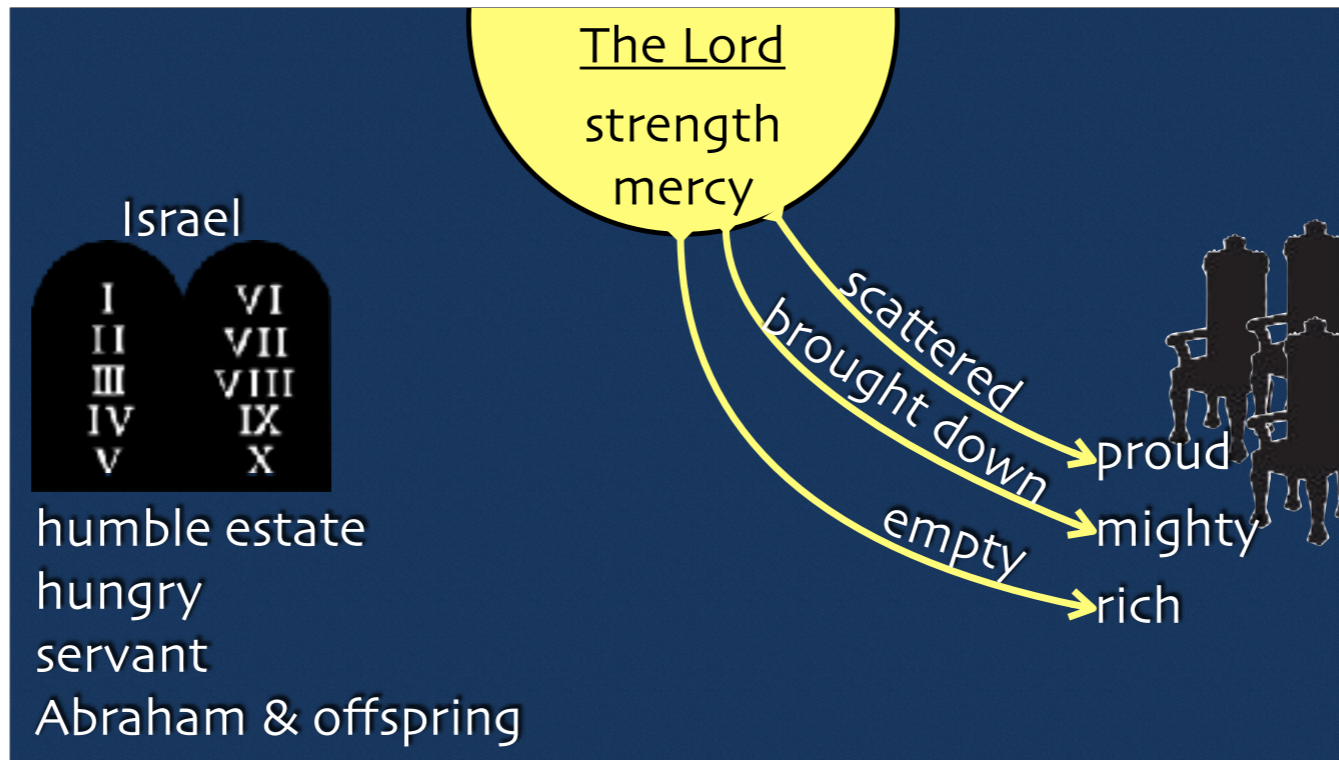 The Lord
strength
mercy
Israel
I VI
II VII
III VIII
IV IX
V X
humble estate
hungry
servant
Abraham & offspring
scattered
brought down
empty
proud
mighty
rich